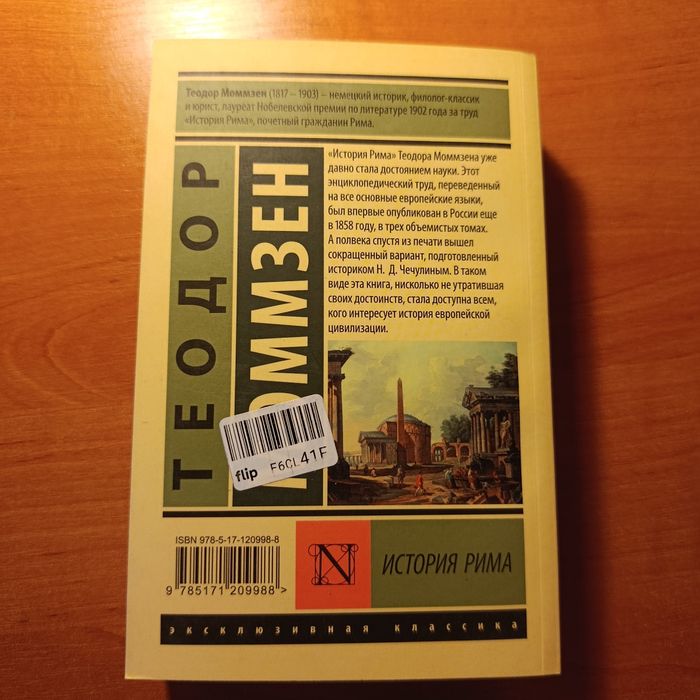 Теодор Моммзен (1817 – 1903) – немецкий историк, филолог-классик
и юрист, лауреат Нобелевской премии по литературе 1902 года за труд
«История Рима», почетный гражданин Рима.
ТЕОДОР
МОММЗЕН
«История Рима» Теодора Моммзена уже
давно стала достоянием науки. Этот
энциклопедический труд, переведенный
на все основные европейские языки,
был впервые опубликован в России еще
в 1858 году, в трех объемистых томах.
А полвека спустя из печати вышел
сокращенный вариант, подготовленный
историком Н. Д. Чечулиным. В таком
виде эта книга, нисколько не утратившая
своих достоинств, стала доступна всем,
кого интересует история европейской
цивилизации.
flip
ISBN 978-5-17-120998-8
9 785171 209988 >
N
ИСТОРИЯ РИМА
эксклюзивная классика